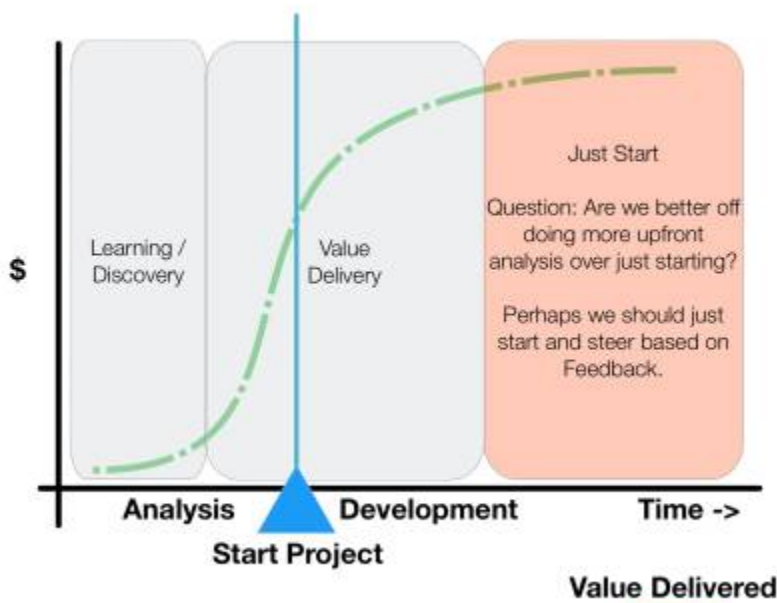 $
Learning /
Discovery
Value
Delivery
Just Start
Question: Are we better off
doing more upfront
analysis over just starting?
Perhaps we should just
start and steer based on
Feedback.
Analysis
Development
Time ->
Start Project
Value Delivered